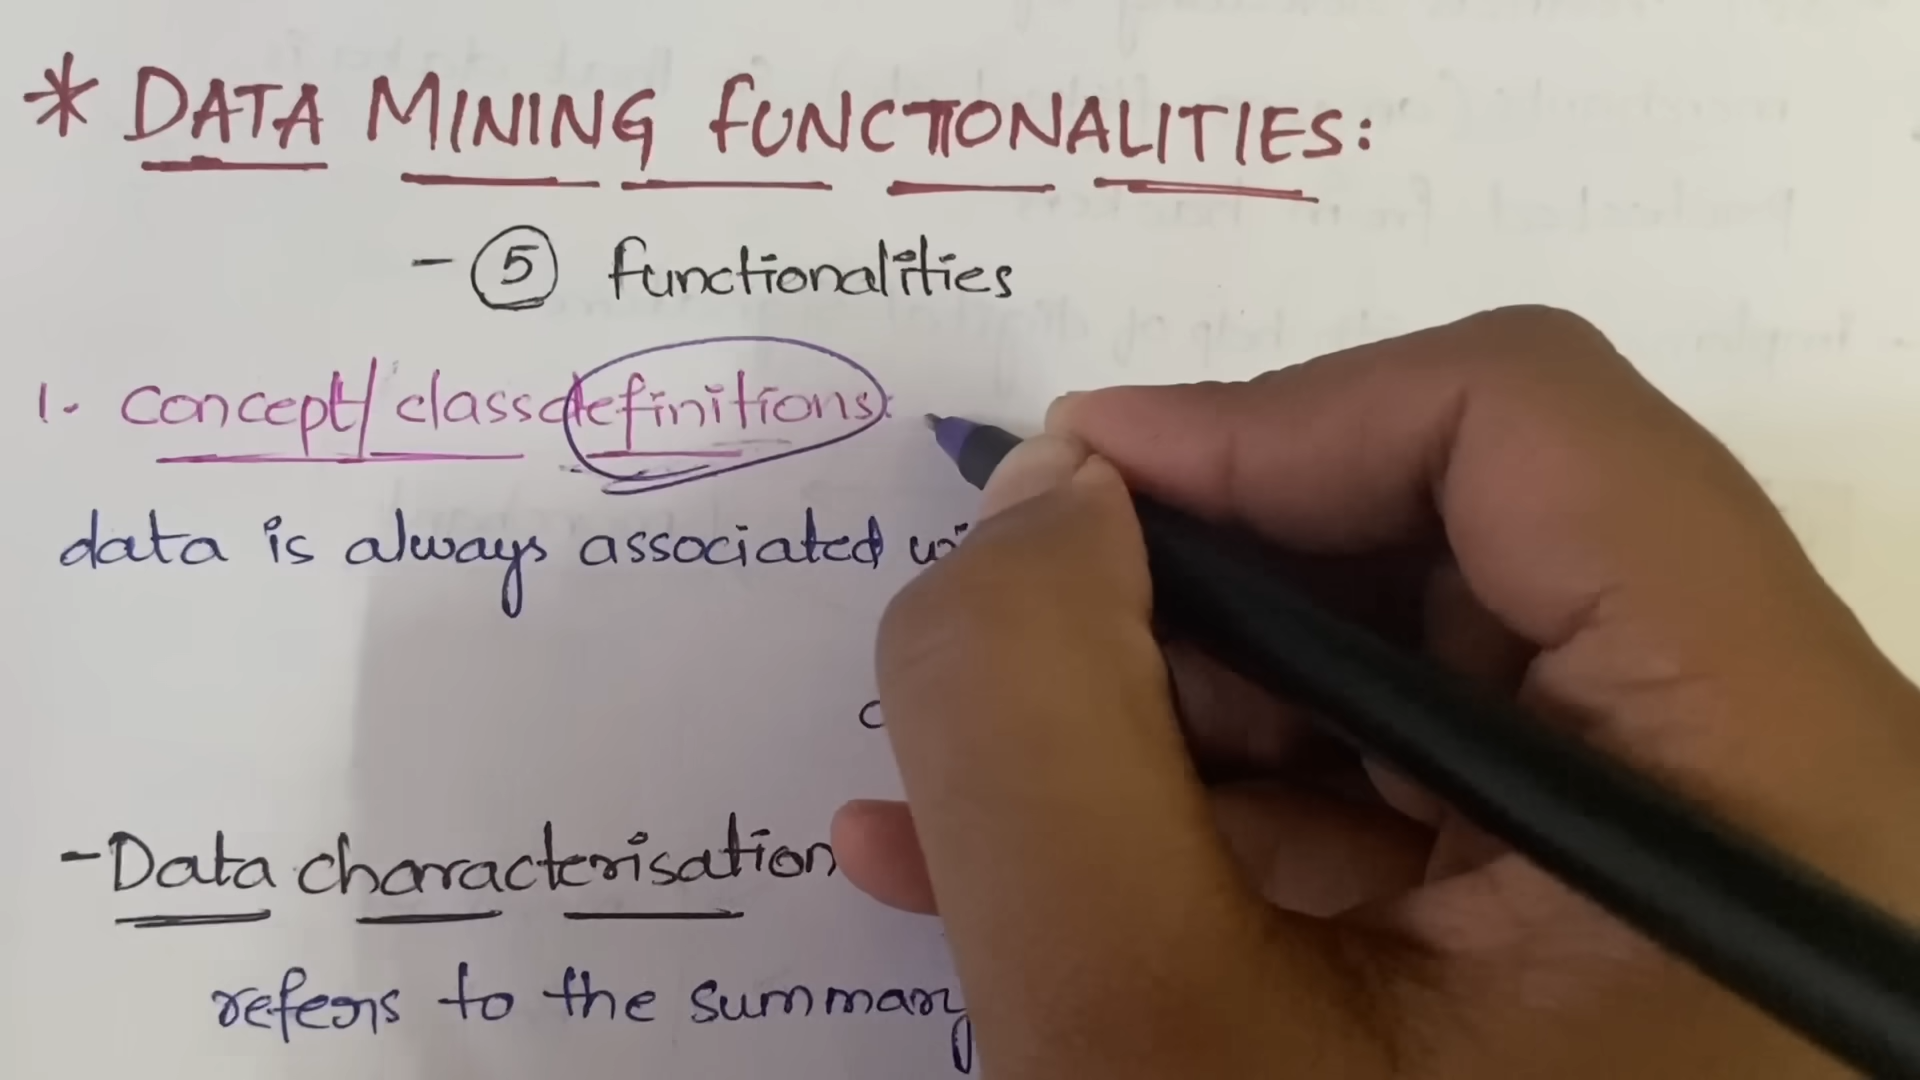 * DATA MINING FUNCTIONALITIES:
- 5 functionalities
1. concept/class definitions:
data is always associated
-Data characterisation
refers to the summary